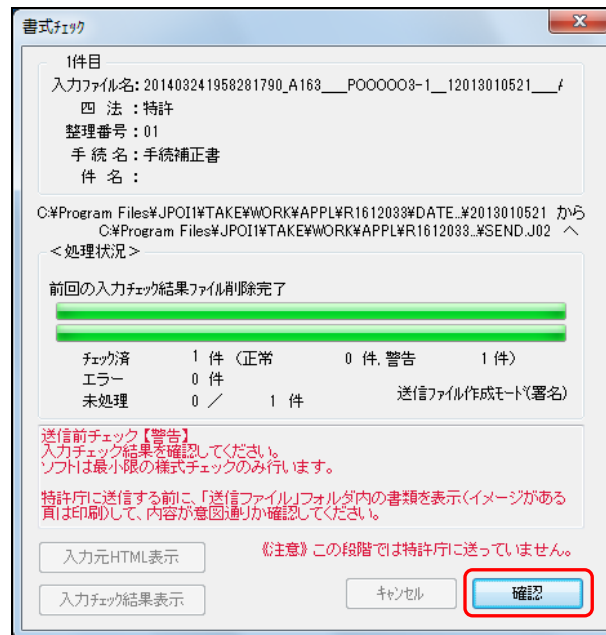 書式ﾁｪｯｸ
1件目
入力ﾌｧｲﾙ名: 201403241958281790_A163___P000003-1__12013010521___/
四 法 : 特許
整理番号 : 01
手 続 名 : 手続補正書
件 名 :
C:¥Program Files¥JPOI1¥TAKE¥WORK¥APPL¥R1612033¥DATE..¥2013010521 から
C:¥Program Files¥JPOI1¥TAKE¥WORK¥APPL¥R1612033..¥SEND.J02 へ
＜処理状況＞
前回の入力ﾁｪｯｸ結果ﾌｧｲﾙ削除完了
ﾁｪｯｸ済 1 件 (正常 0 件, 警告 1 件)
エラー 0 件
未処理 0 ／ 1 件 送信ﾌｧｲﾙ作成ﾓｰﾄﾞ(署名)
送信前チェック【警告】
入力チェック結果を確認してください。
ソフトは最小限の様式チェックのみ行います。
特許庁に送信する前に、「送信ファイル」フォルダ内の書類を表示(イメージがある
頁は印刷)して、内容が意図通りか確認してください。
入力元HTML表示 《注意》この段階では特許庁に送っていません。
入力ﾁｪｯｸ結果表示 ｷｬﾝｾﾙ 確認